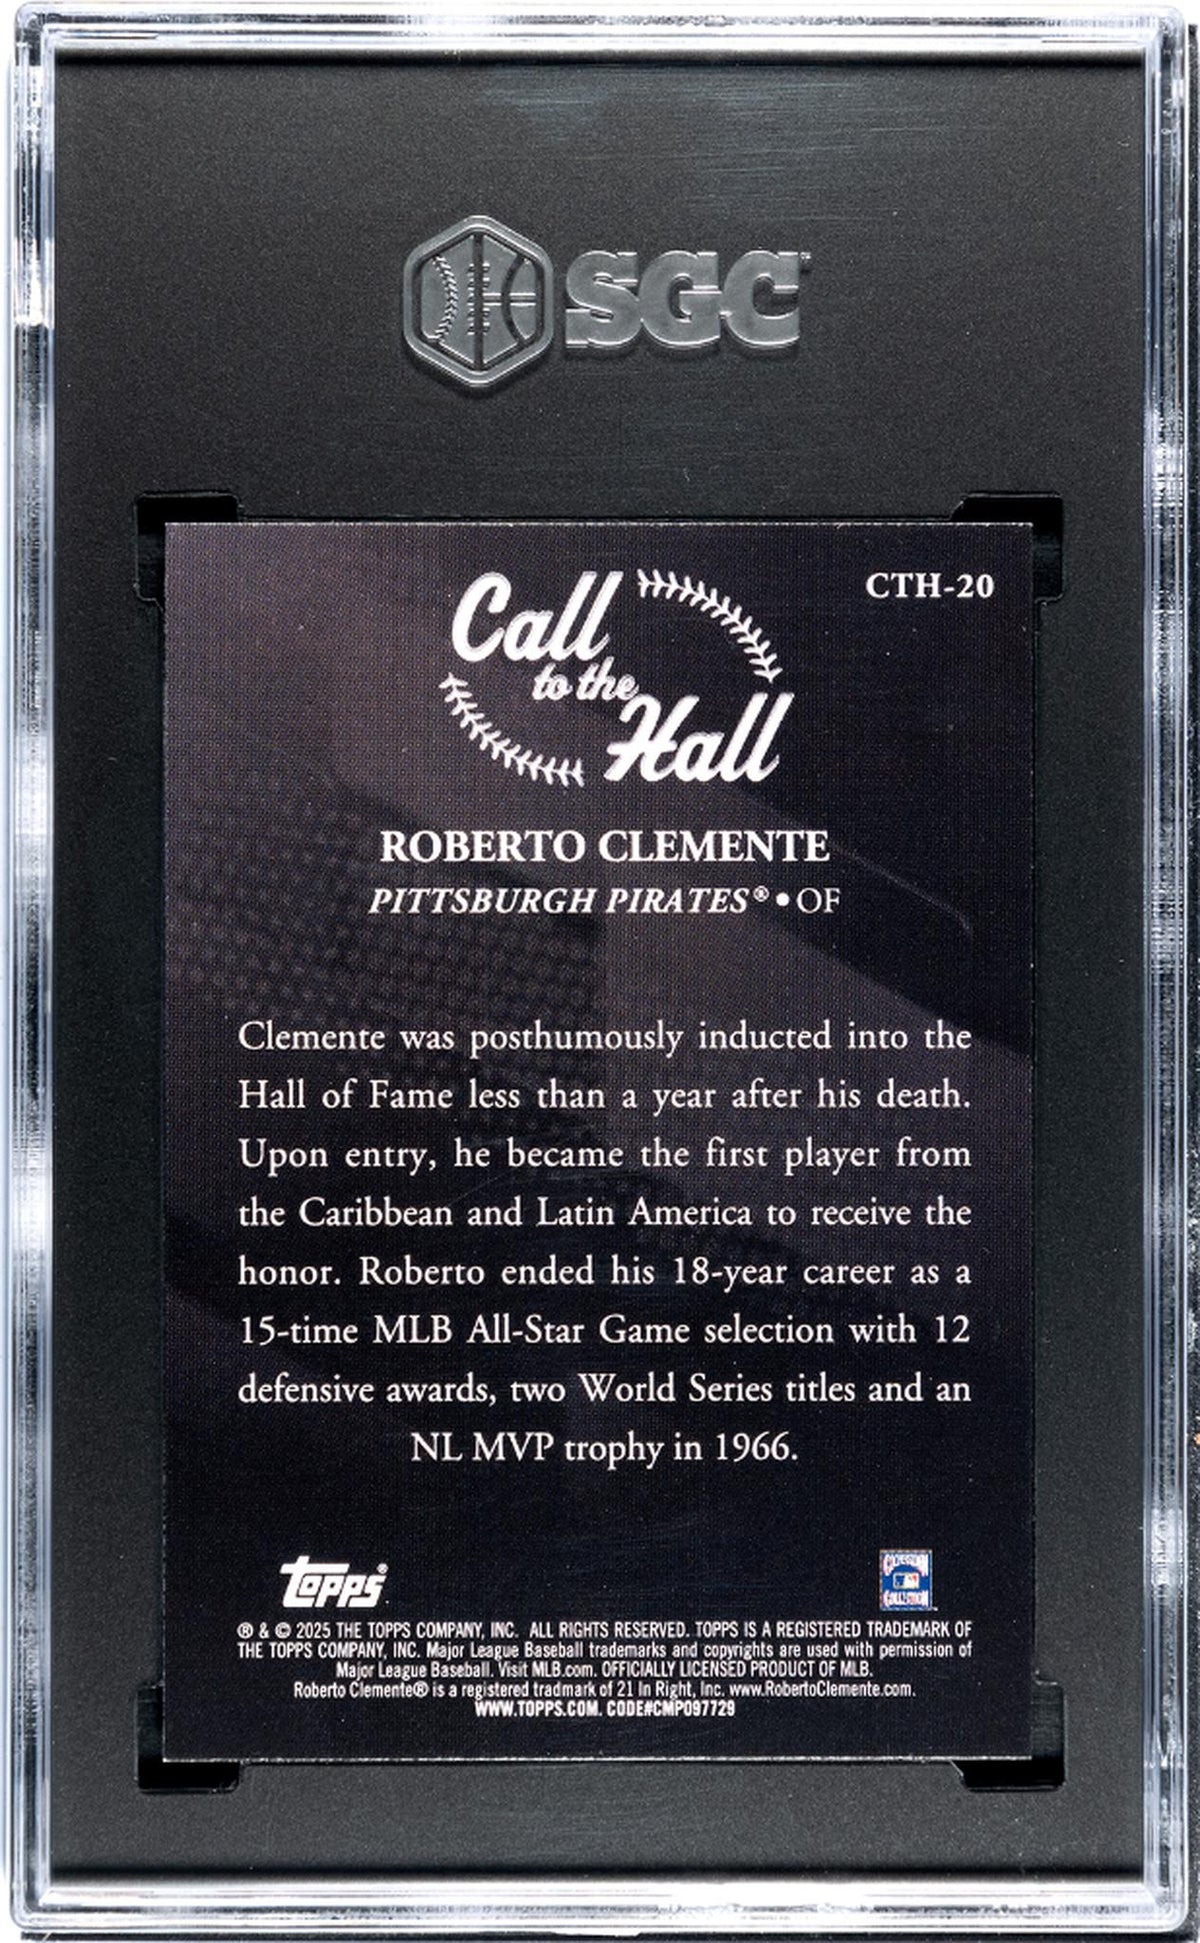 SGC
CTH-20
Call
to the
Hall
ROBERTO CLEMENTE
PITTSBURGH PIRATES® • OF
Clemente was posthumously inducted into the
Hall of Fame less than a year after his death.
Upon entry, he became the first player from
the Caribbean and Latin America to receive the
honor. Roberto ended his 18-year career as a
15-time MLB All-Star Game selection with 12
defensive awards, two World Series titles and an
NL MVP trophy in 1966.
topps®
COOPERSTOWN
COLLECTION
® & © 2025 THE TOPPS COMPANY, INC. ALL RIGHTS RESERVED. TOPPS IS A REGISTERED TRADEMARK OF
THE TOPPS COMPANY, INC. Major League Baseball trademarks and copyrights are used with permission of
Major League Baseball. Visit MLB.com. OFFICIALLY LICENSED PRODUCT OF MLB.
Roberto Clemente® is a registered tradmark of 21 In Right, Inc. www.RobertoClemente.com.
WWW.TOPPS.COM. CODE#CMP097729